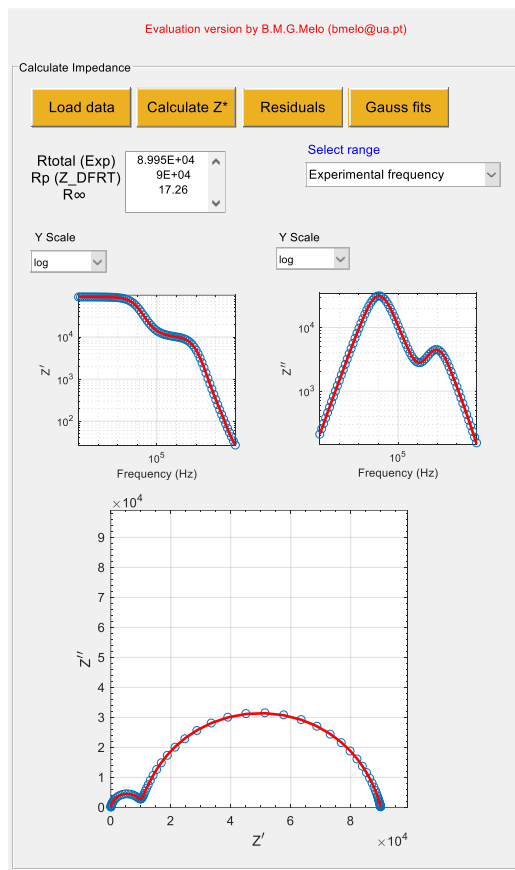 Evaluation version by B.M.G.Melo (bmelo@ua.pt)
Calculate Impedance
Load data
Calculate Z*
Residuals
Gauss fits
Rtotal (Exp)
Rp (Z_DFRT)
R∞
8.995E+04
9E+04
17.26
Select range
Experimental frequency
Y Scale
log
Y Scale
log
10⁴
10³
10²
Z′
10⁵
Frequency (Hz)
10⁴
10³
Z′′
10⁵
Frequency (Hz)
×10⁴
9
8
7
6
5
4
3
2
1
0
Z′′
0 2 4 6 8
Z′
×10⁴